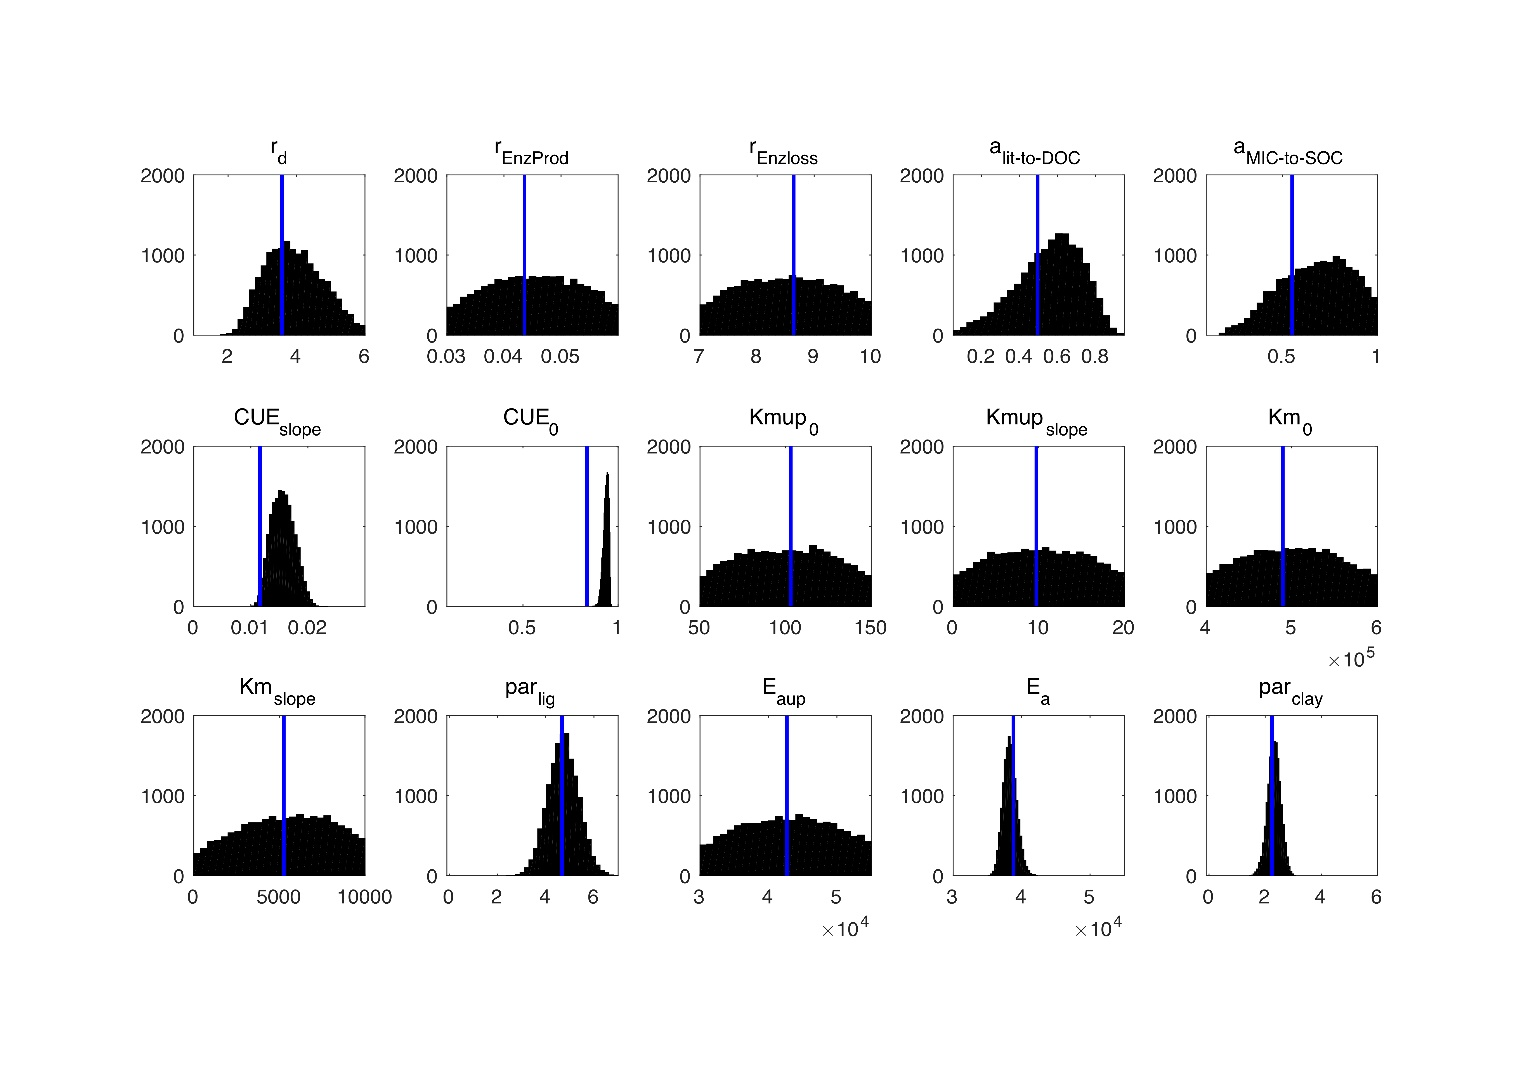 r_d r_EnzProd r_Enzloss a_lit-to-DOC a_MIC-to-SOC
2000 2000 2000 2000 2000
1000 1000 1000 1000 1000
0 0 0 0 0
2 4 6 0.03 0.04 0.05 7 8 9 10 0.2 0.4 0.6 0.8 0.5 1
CUE_slope CUE_0 Kmup_0 Kmup_slope Km_0
2000 2000 2000 2000 2000
1000 1000 1000 1000 1000
0 0 0 0 0
0 0.01 0.02 0.5 1 50 100 150 0 10 20 4 5 6
×10^5
Km_slope par_lig E_aup E_a par_clay
2000 2000 2000 2000 2000
1000 1000 1000 1000 1000
0 0 0 0 0
0 5000 10000 0 2 4 6 3 4 5 3 4 5 0 2 4 6
×10^4 ×10^4